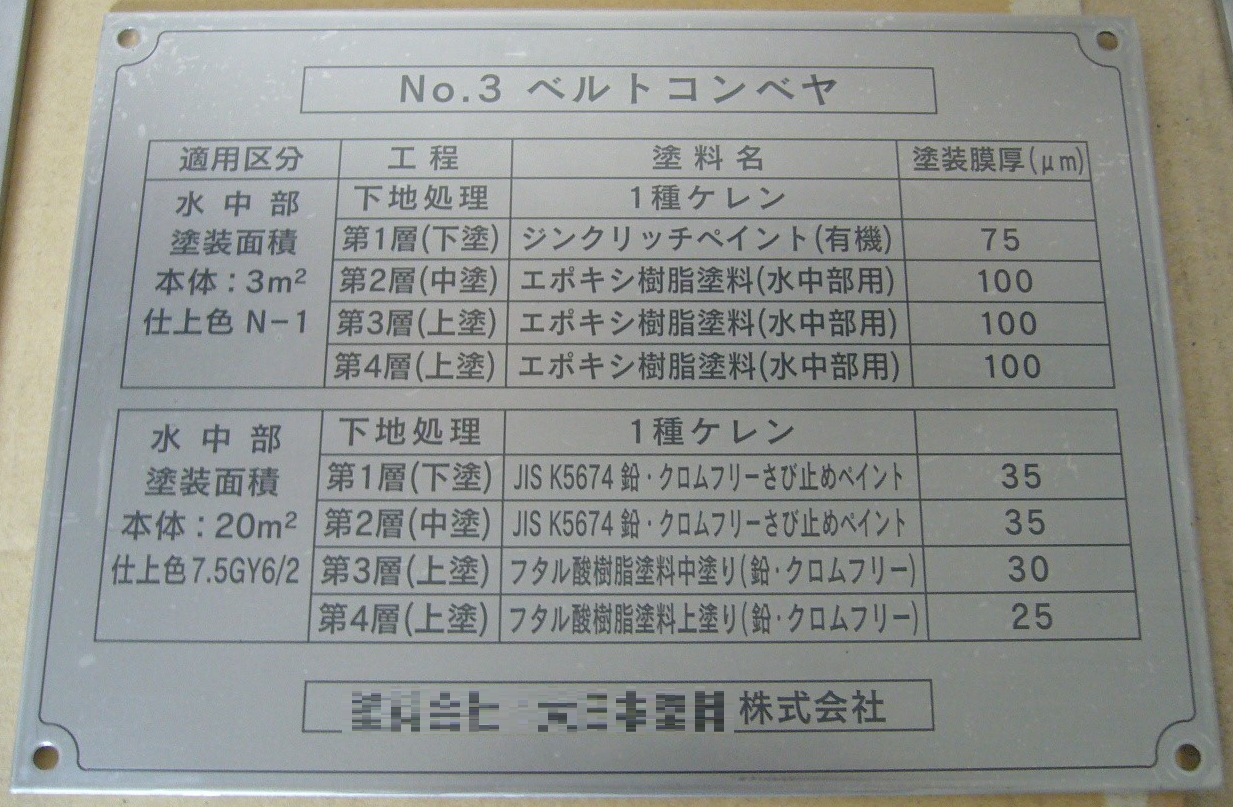 No.3 ベルトコンベヤ
適用区分 工程 塗料名 塗装膜厚(μm)
水中部 下地処理 1種ケレン
塗装面積 第1層(下塗) ジンクリッチペイント(有機) 75
本体：3m² 第2層(中塗) エポキシ樹脂塗料(水中部用) 100
仕上色 N−1 第3層(上塗) エポキシ樹脂塗料(水中部用) 100
第4層(上塗) エポキシ樹脂塗料(水中部用) 100
水中部 下地処理 1種ケレン
塗装面積 第1層(下塗) JIS K5674 鉛・クロムフリーさび止めペイント 35
本体：20m² 第2層(中塗) JIS K5674 鉛・クロムフリーさび止めペイント 35
仕上色7.5GY6/2 第3層(上塗) フタル酸樹脂塗料中塗り(鉛・クロムフリー) 30
第4層(上塗) フタル酸樹脂塗料上塗り(鉛・クロムフリー) 25
株式会社